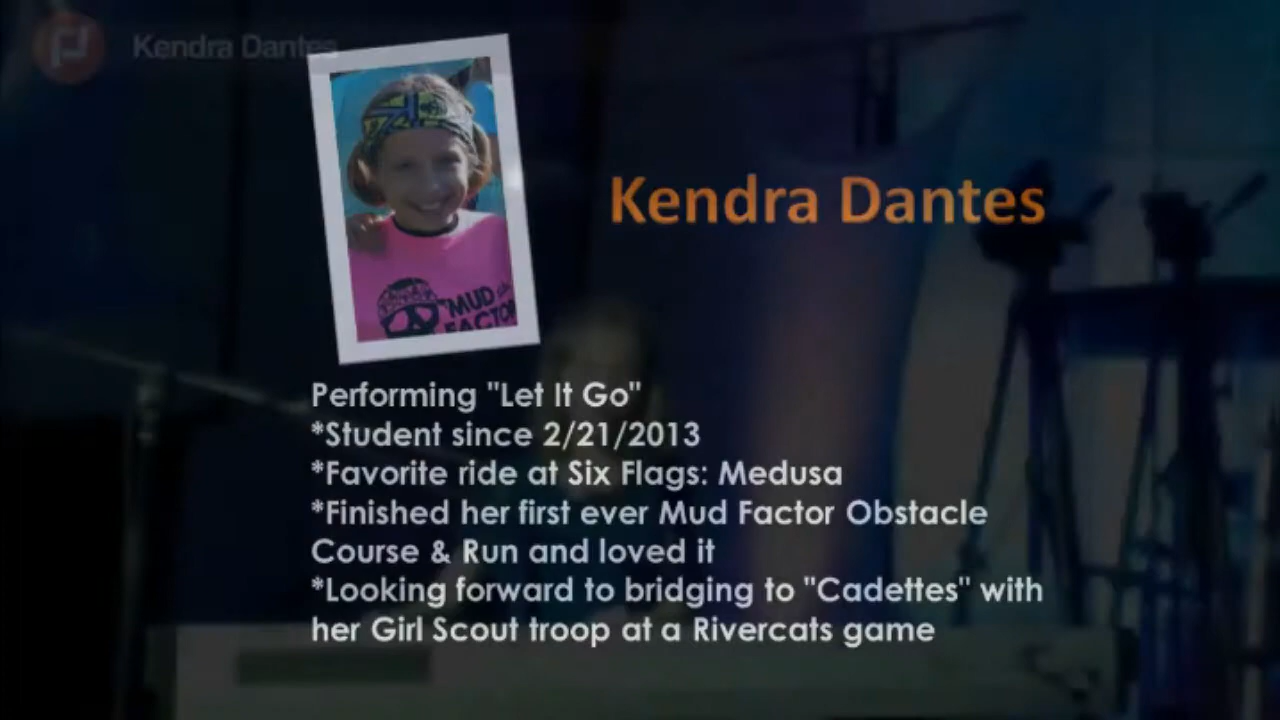 Kendra Dantes
Kendra Dantes
"MUD
FACTOR
Performing "Let It Go"
*Student since 2/21/2013
*Favorite ride at Six Flags: Medusa
*Finished her first ever Mud Factor Obstacle
Course & Run and loved it
*Looking forward to bridging to "Cadettes" with
her Girl Scout troop at a Rivercats game